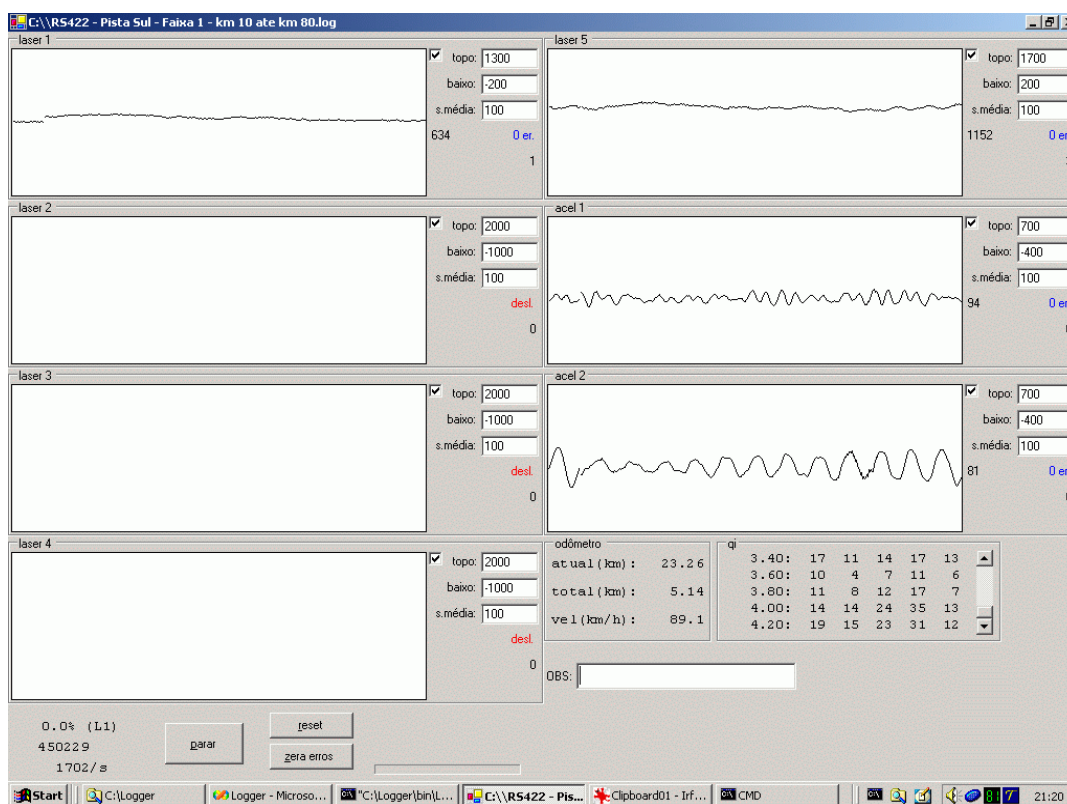 C:\\RS422 - Pista Sul - Faixa 1 - km 10 ate km 80.log
laser 1
topo: 1300
baixo: -200
s.média: 100
634 0 er.
1
laser 2
topo: 2000
baixo: -1000
s.média: 100
desl.
0
laser 3
topo: 2000
baixo: -1000
s.média: 100
desl.
0
laser 4
topo: 2000
baixo: -1000
s.média: 100
desl.
0
laser 5
topo: 1700
baixo: 200
s.média: 100
1152 0 er
acel 1
topo: 700
baixo: -400
s.média: 100
94 0 er
acel 2
topo: 700
baixo: -400
s.média: 100
81 0 er
odômetro
atual(km): 23.26
total(km): 5.14
vel(km/h): 89.1
qi
3.40: 17 11 14 17 13
3.60: 10 4 7 11 6
3.80: 11 8 12 17 7
4.00: 14 14 24 35 13
4.20: 19 15 23 31 12
OBS:
0.0% (L1)
450229
1702/s
parar
reset
zera erros
Start C:\Logger Logger - Microso... "C:\Logger\bin\L... C:\\RS422 - Pis... Clipboard01 - Irf... CMD 81 21:20